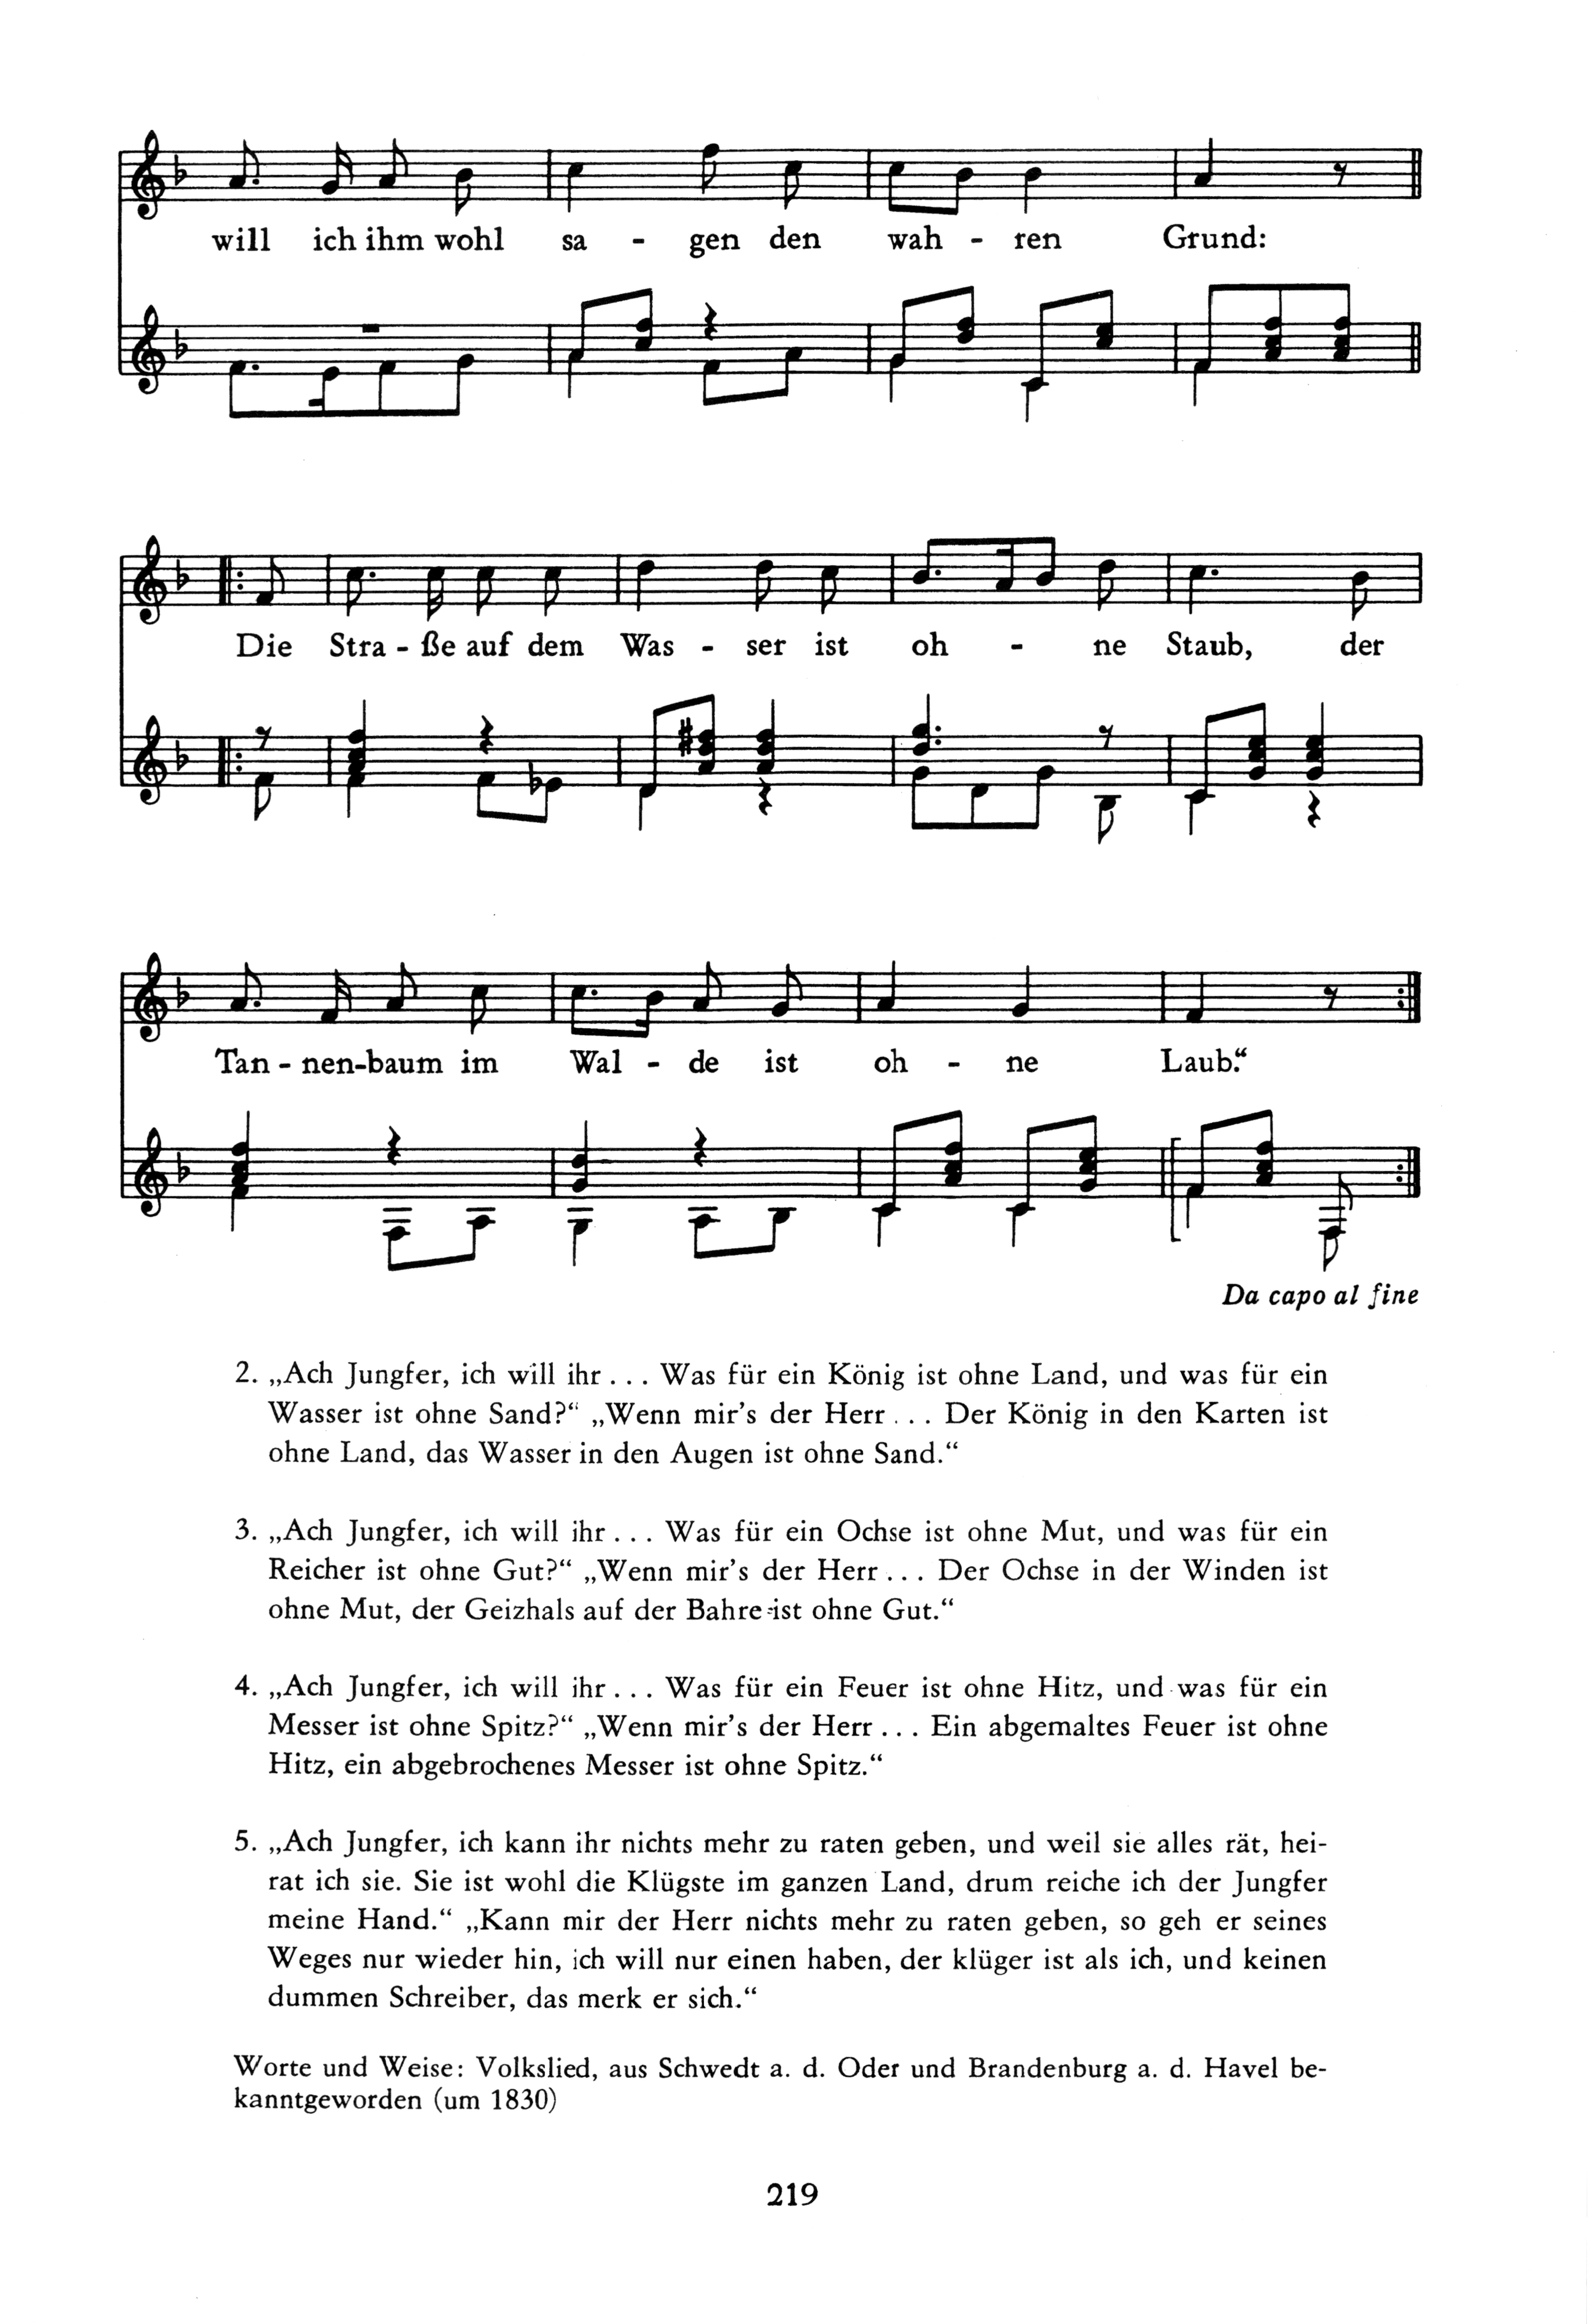 will ich ihm wohl sa - gen den wah - ren Grund:
Die Stra - ße auf dem Was - ser ist oh - ne Staub, der
Tan - nen-baum im Wal - de ist oh - ne Laub.“
Da capo al fine
2. „Ach Jungfer, ich will ihr . . . Was für ein König ist ohne Land, und was für ein
Wasser ist ohne Sand?“ „Wenn mir's der Herr . . . Der König in den Karten ist
ohne Land, das Wasser in den Augen ist ohne Sand.“
3. „Ach Jungfer, ich will ihr . . . Was für ein Ochse ist ohne Mut, und was für ein
Reicher ist ohne Gut?“ „Wenn mir's der Herr . . . Der Ochse in der Winden ist
ohne Mut, der Geizhals auf der Bahre ist ohne Gut.“
4. „Ach Jungfer, ich will ihr . . . Was für ein Feuer ist ohne Hitz, und was für ein
Messer ist ohne Spitz?“ „Wenn mir's der Herr . . . Ein abgemaltes Feuer ist ohne
Hitz, ein abgebrochenes Messer ist ohne Spitz.“
5. „Ach Jungfer, ich kann ihr nichts mehr zu raten geben, und weil sie alles rät, hei-
rat ich sie. Sie ist wohl die Klügste im ganzen Land, drum reiche ich der Jungfer
meine Hand.“ „Kann mir der Herr nichts mehr zu raten geben, so geh er seines
Weges nur wieder hin, ich will nur einen haben, der klüger ist als ich, und keinen
dummen Schreiber, das merk er sich.“
Worte und Weise: Volkslied, aus Schwedt a. d. Oder und Brandenburg a. d. Havel be-
kanntgeworden (um 1830)
219